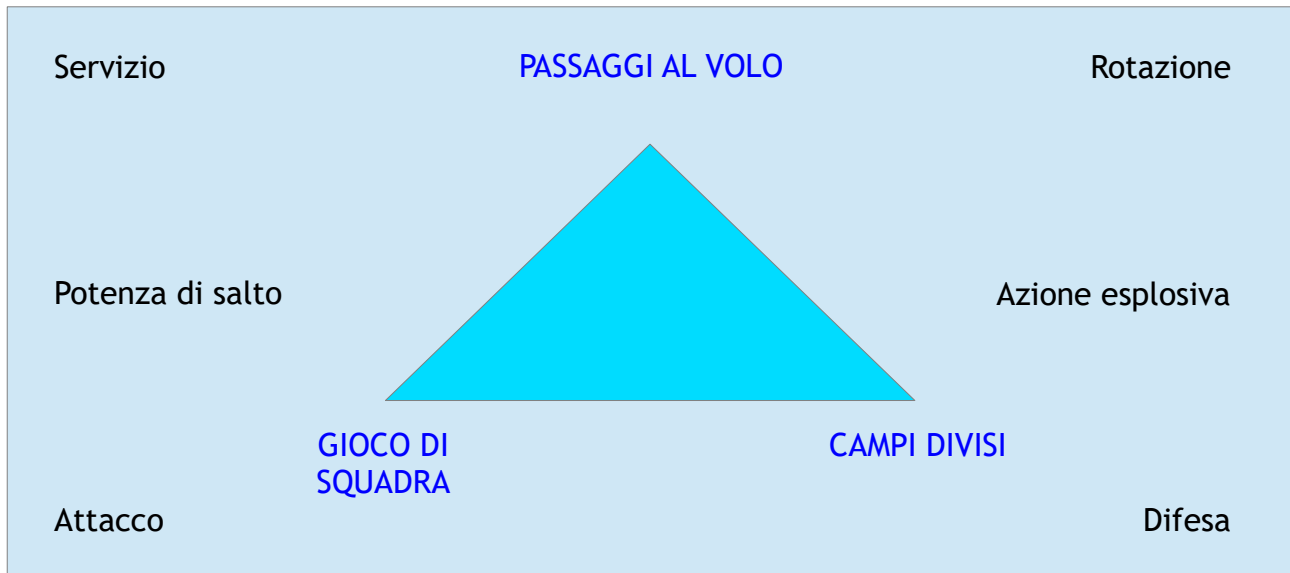 Servizio
PASSAGGI AL VOLO
Rotazione
Potenza di salto
Azione esplosiva
GIOCO DI
SQUADRA
CAMPI DIVISI
Attacco
Difesa